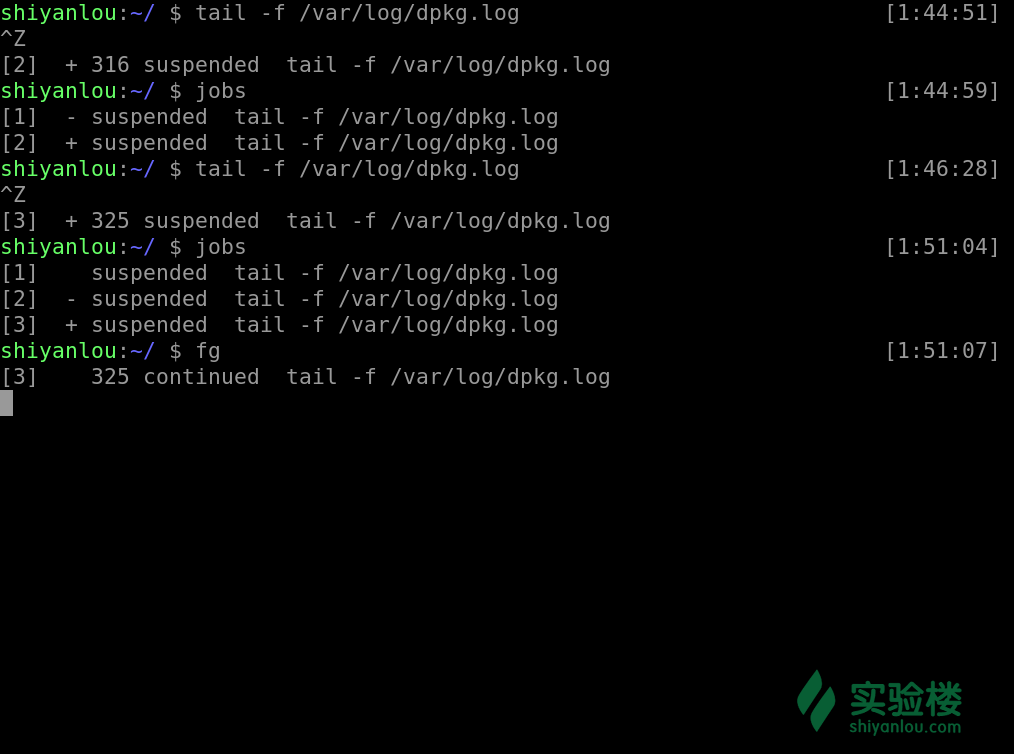 shiyanlou:~/ $ tail -f /var/log/dpkg.log [1:44:51]
^Z
[2]  + 316 suspended  tail -f /var/log/dpkg.log
shiyanlou:~/ $ jobs [1:44:59]
[1]  - suspended  tail -f /var/log/dpkg.log
[2]  + suspended  tail -f /var/log/dpkg.log
shiyanlou:~/ $ tail -f /var/log/dpkg.log [1:46:28]
^Z
[3]  + 325 suspended  tail -f /var/log/dpkg.log
shiyanlou:~/ $ jobs [1:51:04]
[1]    suspended  tail -f /var/log/dpkg.log
[2]  - suspended  tail -f /var/log/dpkg.log
[3]  + suspended  tail -f /var/log/dpkg.log
shiyanlou:~/ $ fg [1:51:07]
[3]    325 continued  tail -f /var/log/dpkg.log
实验楼
shiyanlou.com